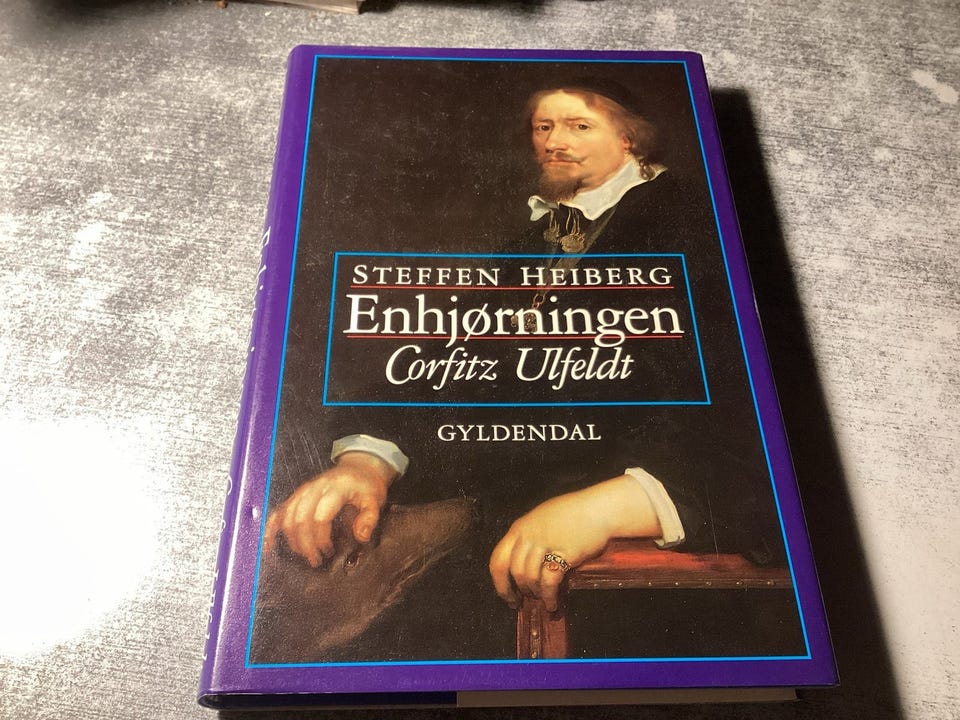 STEFFEN HEIBERG
Enhjørningen
Corfitz Ulfeldt
GYLDENDAL